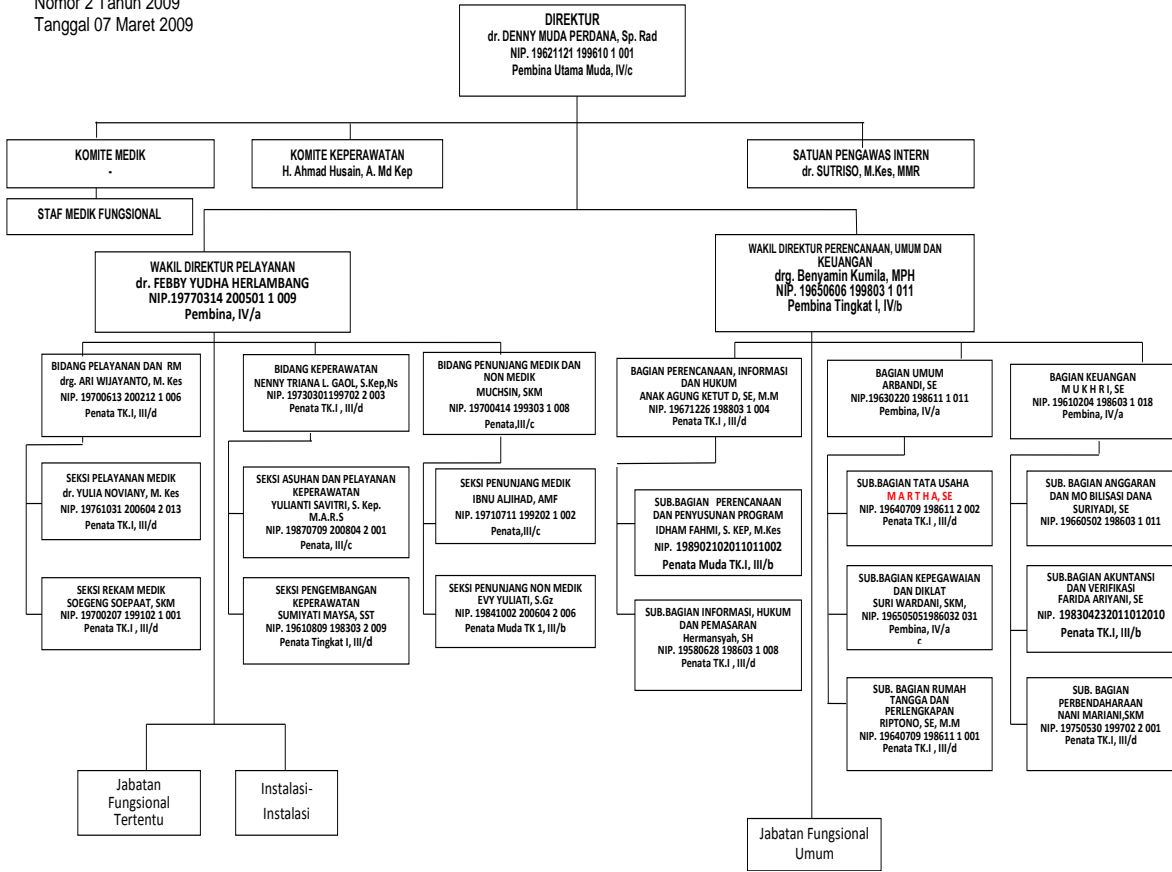 Nomor 2 Tahun 2009
Tanggal 07 Maret 2009
DIREKTUR
dr. DENNY MUDA PERDANA, Sp. Rad
NIP. 19621121 199610 1 001
Pembina Utama Muda, IV/c
KOMITE MEDIK
-
KOMITE KEPERAWATAN
H. Ahmad Husain, A. Md Kep
SATUAN PENGAWAS INTERN
dr. SUTRISO, M.Kes, MMR
STAF MEDIK FUNGSIONAL
WAKIL DIREKTUR PELAYANAN
dr. FEBBY YUDHA HERLAMBANG
NIP.19770314 200501 1 009
Pembina, IV/a
WAKIL DIREKTUR PERENCANAAN, UMUM DAN
KEUANGAN
drg. Benyamin Kumila, MPH
NIP. 19650606 199803 1 011
Pembina Tingkat I, IV/b
BIDANG PELAYANAN DAN RM
drg. ARI WIJAYANTO, M. Kes
NIP. 19700613 200212 1 006
Penata TK.I, III/d
BIDANG KEPERAWATAN
NENNY TRIANA L. GAOL, S.Kep,Ns
NIP. 19730301199702 2 003
Penata TK.I , III/d
BIDANG PENUNJANG MEDIK DAN
NON MEDIK
MUCHSIN, SKM
NIP. 19700414 199303 1 008
Penata,III/c
BAGIAN PERENCANAAN, INFORMASI
DAN HUKUM
ANAK AGUNG KETUT D, SE, M.M
NIP. 19671226 198803 1 004
Penata TK.I , III/d
BAGIAN UMUM
ARBANDI, SE
NIP.19630220 198611 1 011
Pembina, IV/a
BAGIAN KEUANGAN
M U K H R I, SE
NIP. 19610204 198603 1 018
Pembina, IV/a
SEKSI PELAYANAN MEDIK
dr. YULIA NOVIANY, M. Kes
NIP. 19761031 200604 2 013
Penata TK.I, III/d
SEKSI ASUHAN DAN PELAYANAN
KEPERAWATAN
YULIANTI SAVITRI, S. Kep.
M.A.R.S
NIP. 19870709 200804 2 001
Penata, III/c
SEKSI PENUNJANG MEDIK
IBNU ALJIHAD, AMF
NIP. 19710711 199202 1 002
Penata,III/c
SUB.BAGIAN PERENCANAAN
DAN PENYUSUNAN PROGRAM
IDHAM FAHMI, S. KEP, M.Kes
NIP. 198902102011011002
Penata Muda TK.I, III/b
SUB.BAGIAN TATA USAHA
M A R T H A, SE
NIP. 19640709 198611 2 002
Penata TK.I , III/d
SUB. BAGIAN ANGGARAN
DAN MO BILISASI DANA
SURIYADI, SE
NIP. 19660502 198603 1 011
SEKSI REKAM MEDIK
SOEGENG SOEPAAT, SKM
NIP. 19700207 199102 1 001
Penata TK.I , III/d
SEKSI PENGEMBANGAN
KEPERAWATAN
SUMIYATI MAYSA, SST
NIP. 19610809 198303 2 009
Penata Tingkat I, III/d
SEKSI PENUNJANG NON MEDIK
EVY YULIATI, S.Gz
NIP. 19841002 200604 2 006
Penata Muda TK 1, III/b
SUB.BAGIAN INFORMASI, HUKUM
DAN PEMASARAN
Hermansyah, SH
NIP. 19580628 198603 1 008
Penata TK.I , III/d
SUB.BAGIAN KEPEGAWAIAN
DAN DIKLAT
SURI WARDANI, SKM,
NIP. 196505051986032 031
Pembina, IV/a
c
SUB.BAGIAN AKUNTANSI
DAN VERIFIKASI
FARIDA ARIYANI, SE
NIP. 198304232011012010
Penata TK.I, III/b
SUB. BAGIAN RUMAH
TANGGA DAN
PERLENGKAPAN
RIPTONO, SE, M.M
NIP. 19640709 198611 1 001
Penata TK.I , III/d
SUB. BAGIAN
PERBENDAHARAAN
NANI MARIANI,SKM
NIP. 19750530 199702 2 001
Penata TK.I, III/d
Jabatan
Fungsional
Tertentu
Instalasi-
Instalasi
Jabatan Fungsional
Umum